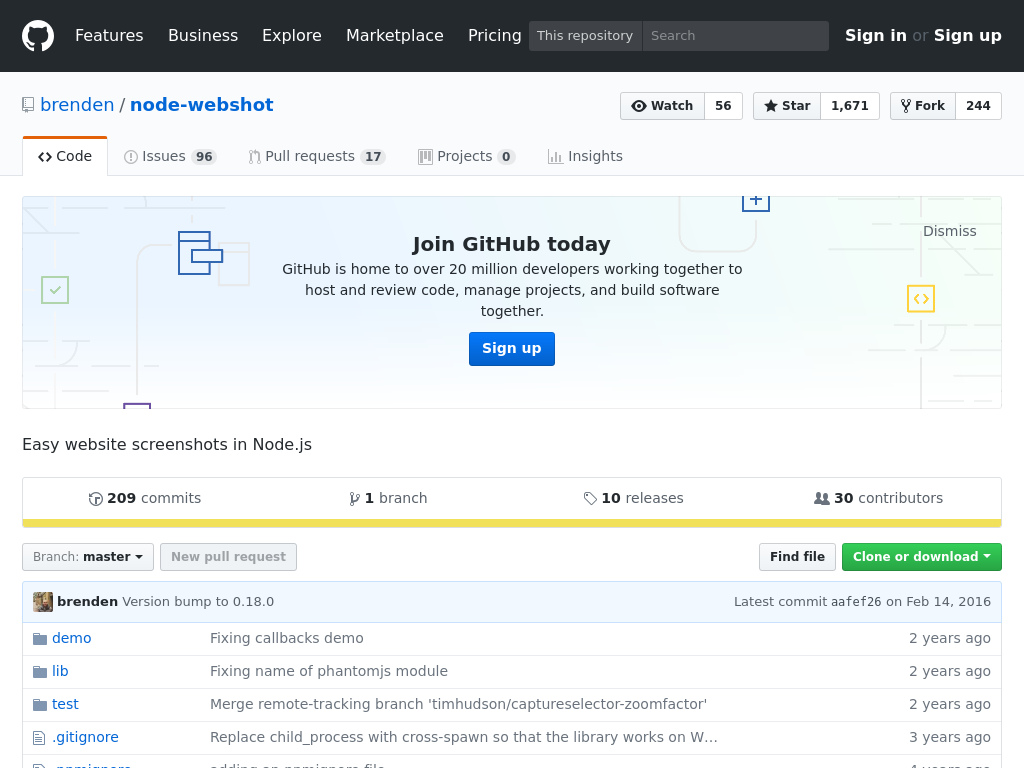 Features Business Explore Marketplace Pricing This repository Search Sign in or Sign up
brenden / node-webshot Watch 56 Star 1,671 Fork 244
Code Issues 96 Pull requests 17 Projects 0 Insights
Dismiss
Join GitHub today
GitHub is home to over 20 million developers working together to
host and review code, manage projects, and build software
together.
Sign up
Easy website screenshots in Node.js
209 commits 1 branch 10 releases 30 contributors
Branch: master New pull request Find file Clone or download
brenden Version bump to 0.18.0 Latest commit aafef26 on Feb 14, 2016
demo Fixing callbacks demo 2 years ago
lib Fixing name of phantomjs module 2 years ago
test Merge remote-tracking branch 'timhudson/captureselector-zoomfactor' 2 years ago
.gitignore Replace child_process with cross-spawn so that the library works on W… 3 years ago